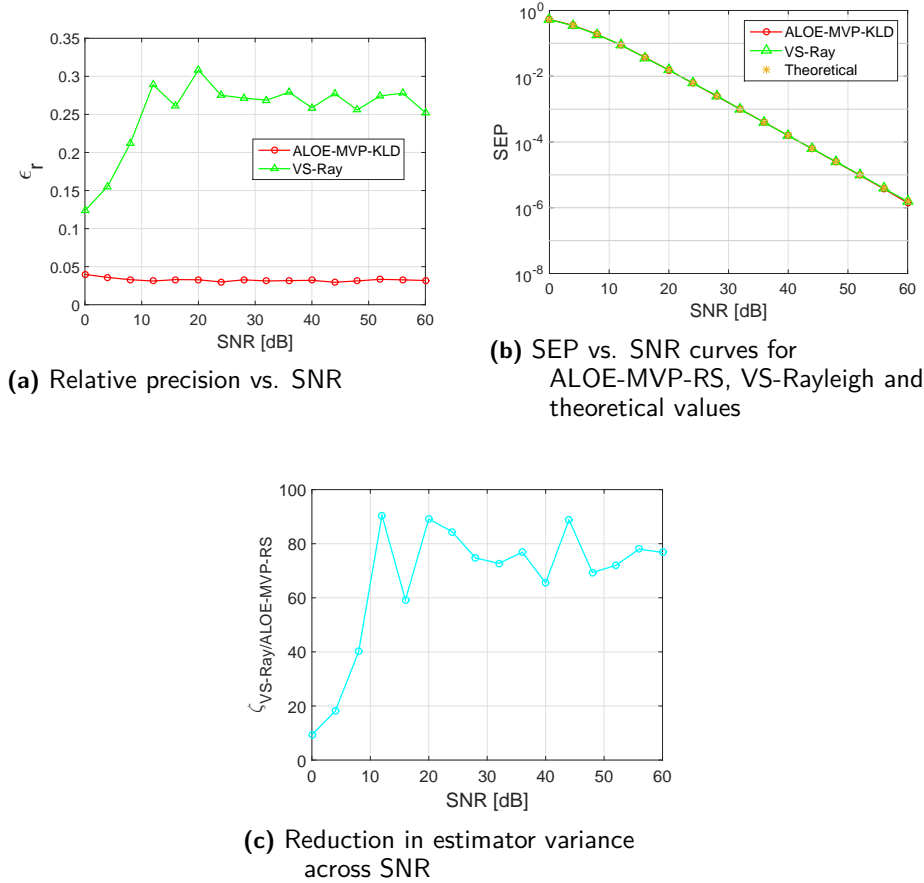 0.35
0.3
0.25
0.2
0.15
0.1
0.05
0
ϵr
ALOE-MVP-KLD
VS-Ray
0 10 20 30 40 50 60
SNR [dB]
(a) Relative precision vs. SNR
10^0
10^-2
10^-4
10^-6
10^-8
SEP
ALOE-MVP-KLD
VS-Ray
Theoretical
0 10 20 30 40 50 60
SNR [dB]
(b) SEP vs. SNR curves for
ALOE-MVP-RS, VS-Rayleigh and
theoretical values
100
80
60
40
20
0
ζVS-Ray/ALOE-MVP-RS
0 10 20 30 40 50 60
SNR [dB]
(c) Reduction in estimator variance
across SNR